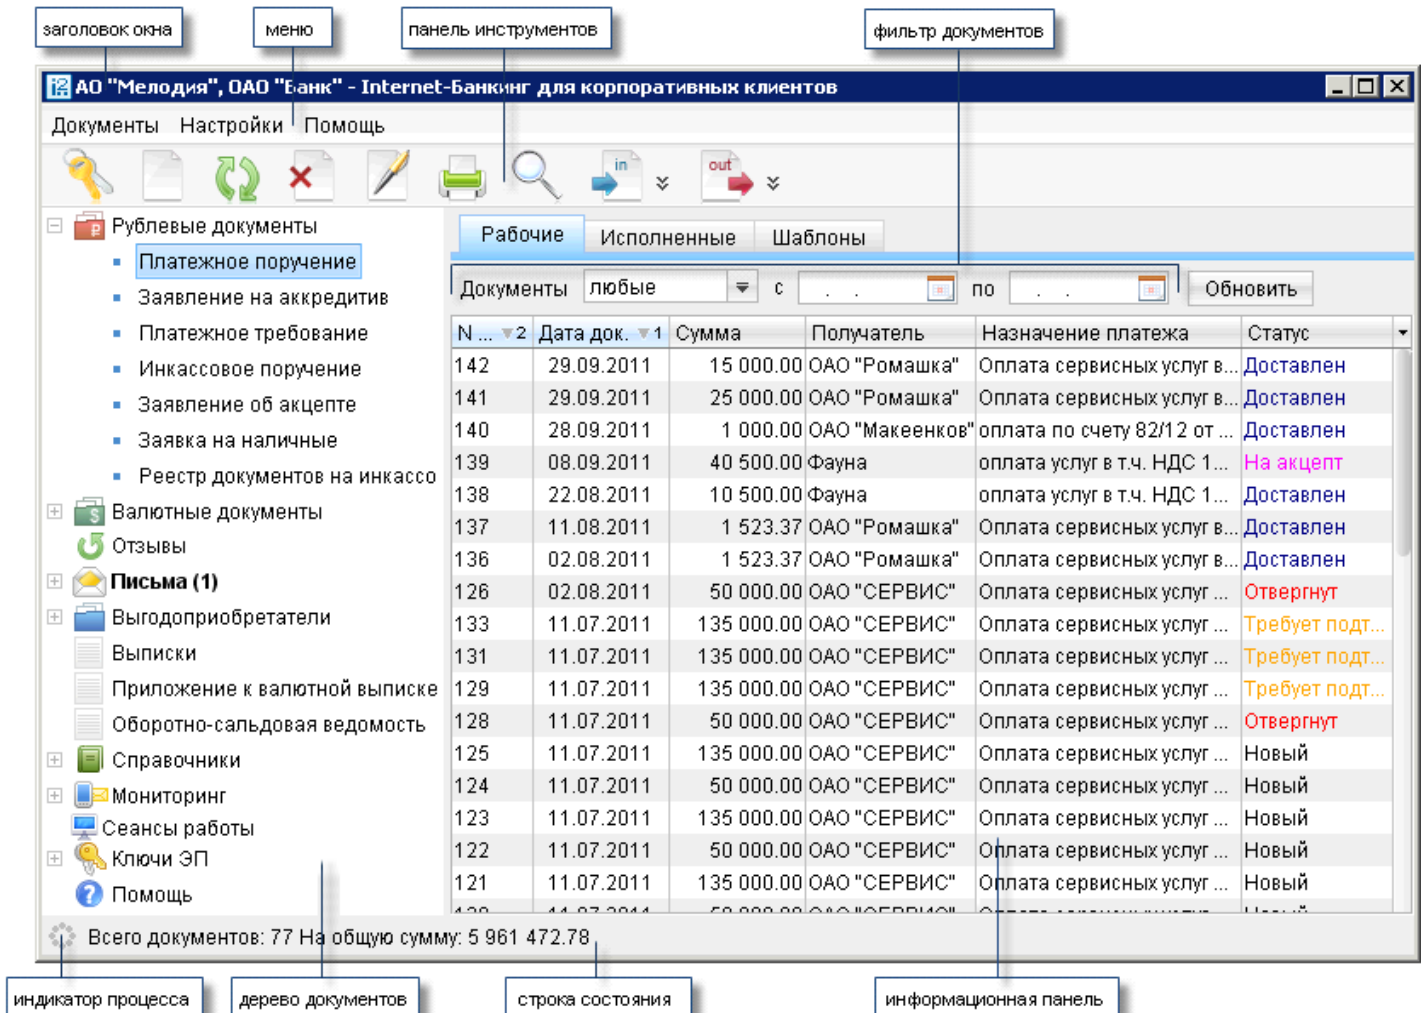 заголовок окна меню панель инструментов фильтр документов
АО "Мелодия", ОАО "Банк" - Internet-Банкинг для корпоративных клиентов
Документы Настройки Помощь
in out
Рублевые документы
Платежное поручение
Заявление на аккредитив
Платежное требование
Инкассовое поручение
Заявление об акцепте
Заявка на наличные
Реестр документов на инкассо
Валютные документы
Отзывы
Письма (1)
Выгодоприобретатели
Выписки
Приложение к валютной выписке
Оборотно-сальдовая ведомость
Справочники
Мониторинг
Сеансы работы
Ключи ЭП
Помощь
Рабочие Исполненные Шаблоны
Документы любые с . . по . . Обновить
N ... 2 Дата док. 1 Сумма Получатель Назначение платежа Статус
142 29.09.2011 15 000.00 ОАО "Ромашка" Оплата сервисных услуг в... Доставлен
141 29.09.2011 25 000.00 ОАО "Ромашка" Оплата сервисных услуг в... Доставлен
140 28.09.2011 1 000.00 ОАО "Макеенков" оплата по счету 82/12 от ... Доставлен
139 08.09.2011 40 500.00 Фауна оплата услуг в т.ч. НДС 1... На акцепт
138 22.08.2011 10 500.00 Фауна оплата услуг в т.ч. НДС 1... Доставлен
137 11.08.2011 1 523.37 ОАО "Ромашка" Оплата сервисных услуг в... Доставлен
136 02.08.2011 1 523.37 ОАО "Ромашка" Оплата сервисных услуг в... Доставлен
126 02.08.2011 50 000.00 ОАО "СЕРВИС" Оплата сервисных услуг ... Отвергнут
133 11.07.2011 135 000.00 ОАО "СЕРВИС" Оплата сервисных услуг ... Требует подт...
131 11.07.2011 135 000.00 ОАО "СЕРВИС" Оплата сервисных услуг ... Требует подт...
129 11.07.2011 135 000.00 ОАО "СЕРВИС" Оплата сервисных услуг ... Требует подт...
128 11.07.2011 50 000.00 ОАО "СЕРВИС" Оплата сервисных услуг ... Отвергнут
125 11.07.2011 135 000.00 ОАО "СЕРВИС" Оплата сервисных услуг ... Новый
124 11.07.2011 50 000.00 ОАО "СЕРВИС" Оплата сервисных услуг ... Новый
123 11.07.2011 135 000.00 ОАО "СЕРВИС" Оплата сервисных услуг ... Новый
122 11.07.2011 50 000.00 ОАО "СЕРВИС" Оплата сервисных услуг ... Новый
121 11.07.2011 135 000.00 ОАО "СЕРВИС" Оплата сервисных услуг ... Новый
Всего документов: 77 На общую сумму: 5 961 472.78
индикатор процесса дерево документов строка состояния информационная панель